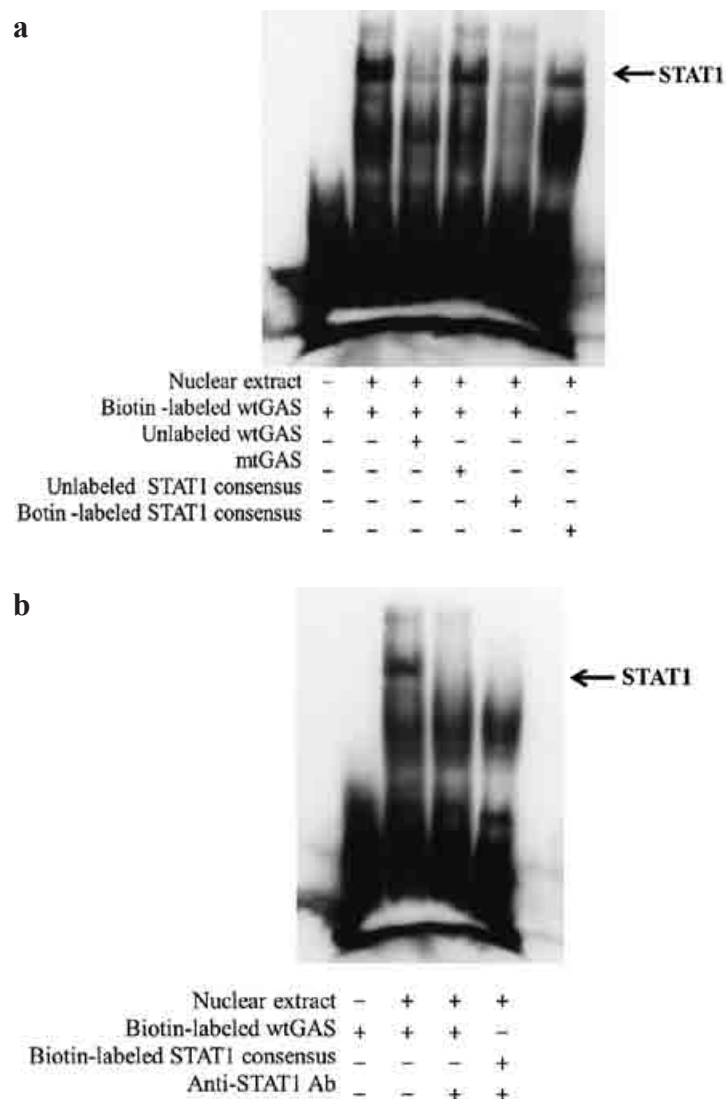 a
← STAT1
Nuclear extract – + + + + +
Biotin -labeled wtGAS + + + + + –
Unlabeled wtGAS – – + – – –
mtGAS – – – + – –
Unlabeled STAT1 consensus – – – – + –
Botin -labeled STAT1 consensus – – – – – +
b
← STAT1
Nuclear extract – + + +
Biotin-labeled wtGAS + + + –
Biotin-labeled STAT1 consensus – – – +
Anti-STAT1 Ab – – + +